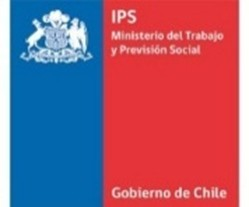 IPS
Ministerio del Trabajo
y Previsión Social
Gobierno de Chile